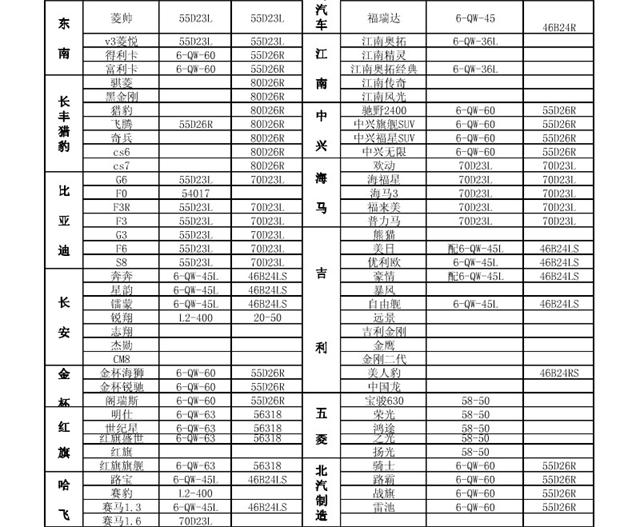 东南
菱帅 55D23L 55D23L
v3菱悦 55D23L 55D23L
得利卡 6-QW-60 55D26R
富利卡 6-QW-60 55D26R
长丰猎豹
骐菱 80D26R
黑金刚 80D26R
猎豹 80D26R
飞腾 55D26R 80D26R
奇兵 80D26R
cs6 80D26R
cs7 80D26R
比亚迪
G6 55D23L 70D23L
F0 54017
F3R 55D23L 70D23L
F3 55D23L 70D23L
G3 55D23L 70D23L
F6 55D23L 70D23L
S8 55D23L 70D23L
长安
奔奔 6-QW-45L 46B24LS
星韵 6-QW-45L 46B24LS
镭蒙 6-QW-45L 46B24LS
锐翔 L2-400 20-50
志翔
杰勋
CM8
金杯
金杯海狮 6-QW-60 55D26R
金杯锐驰 6-QW-60 55D26R
阁瑞斯 6-QW-60 55D26R
红旗
明仕 6-QW-63 56318
世纪星 6-QW-63 56318
红旗盛世 6-QW-63 56318
红旗
红旗旗舰 6-QW-63 56318
哈飞
路宝 6-QW-45L 46B24LS
赛豹 L2-400
赛马1.3 6-QW-45L 46B24LS
赛马1.6 70D23L
汽车
福瑞达 6-QW-45 46B24R
江南
江南奥拓 6-QW-36L
江南精灵
江南奥拓经典 6-QW-36L
江南传奇
江南风光
中兴
驰野2400 6-QW-60 55D26R
中兴旗舰SUV 6-QW-60 55D26R
中兴福星SUV 6-QW-60 55D26R
中兴无限 6-QW-60 55D26R
海马
欢动 70D23L 70D23L
海福星 70D23L 70D23L
海马3 70D23L 70D23L
福来美 70D23L 70D23L
普力马 70D23L 70D23L
吉利
熊猫
美日 配6-QW-45L 46B24LS
优利欧 6-QW-45L 46B24LS
豪情 配6-QW-45L 46B24LS
暴风
自由舰 6-QW-45L 46B24LS
远景
吉利金刚
金鹰
金刚二代
美人豹 46B24RS
中国龙
五菱
宝骏630 58-50
荣光 58-50
鸿途 58-50
之光 58-50
扬光 58-50
北汽制造
骑士 6-QW-60 55D26R
路霸 6-QW-60 55D26R
战旗 6-QW-60 55D26R
雷池 6-QW-60 55D26R